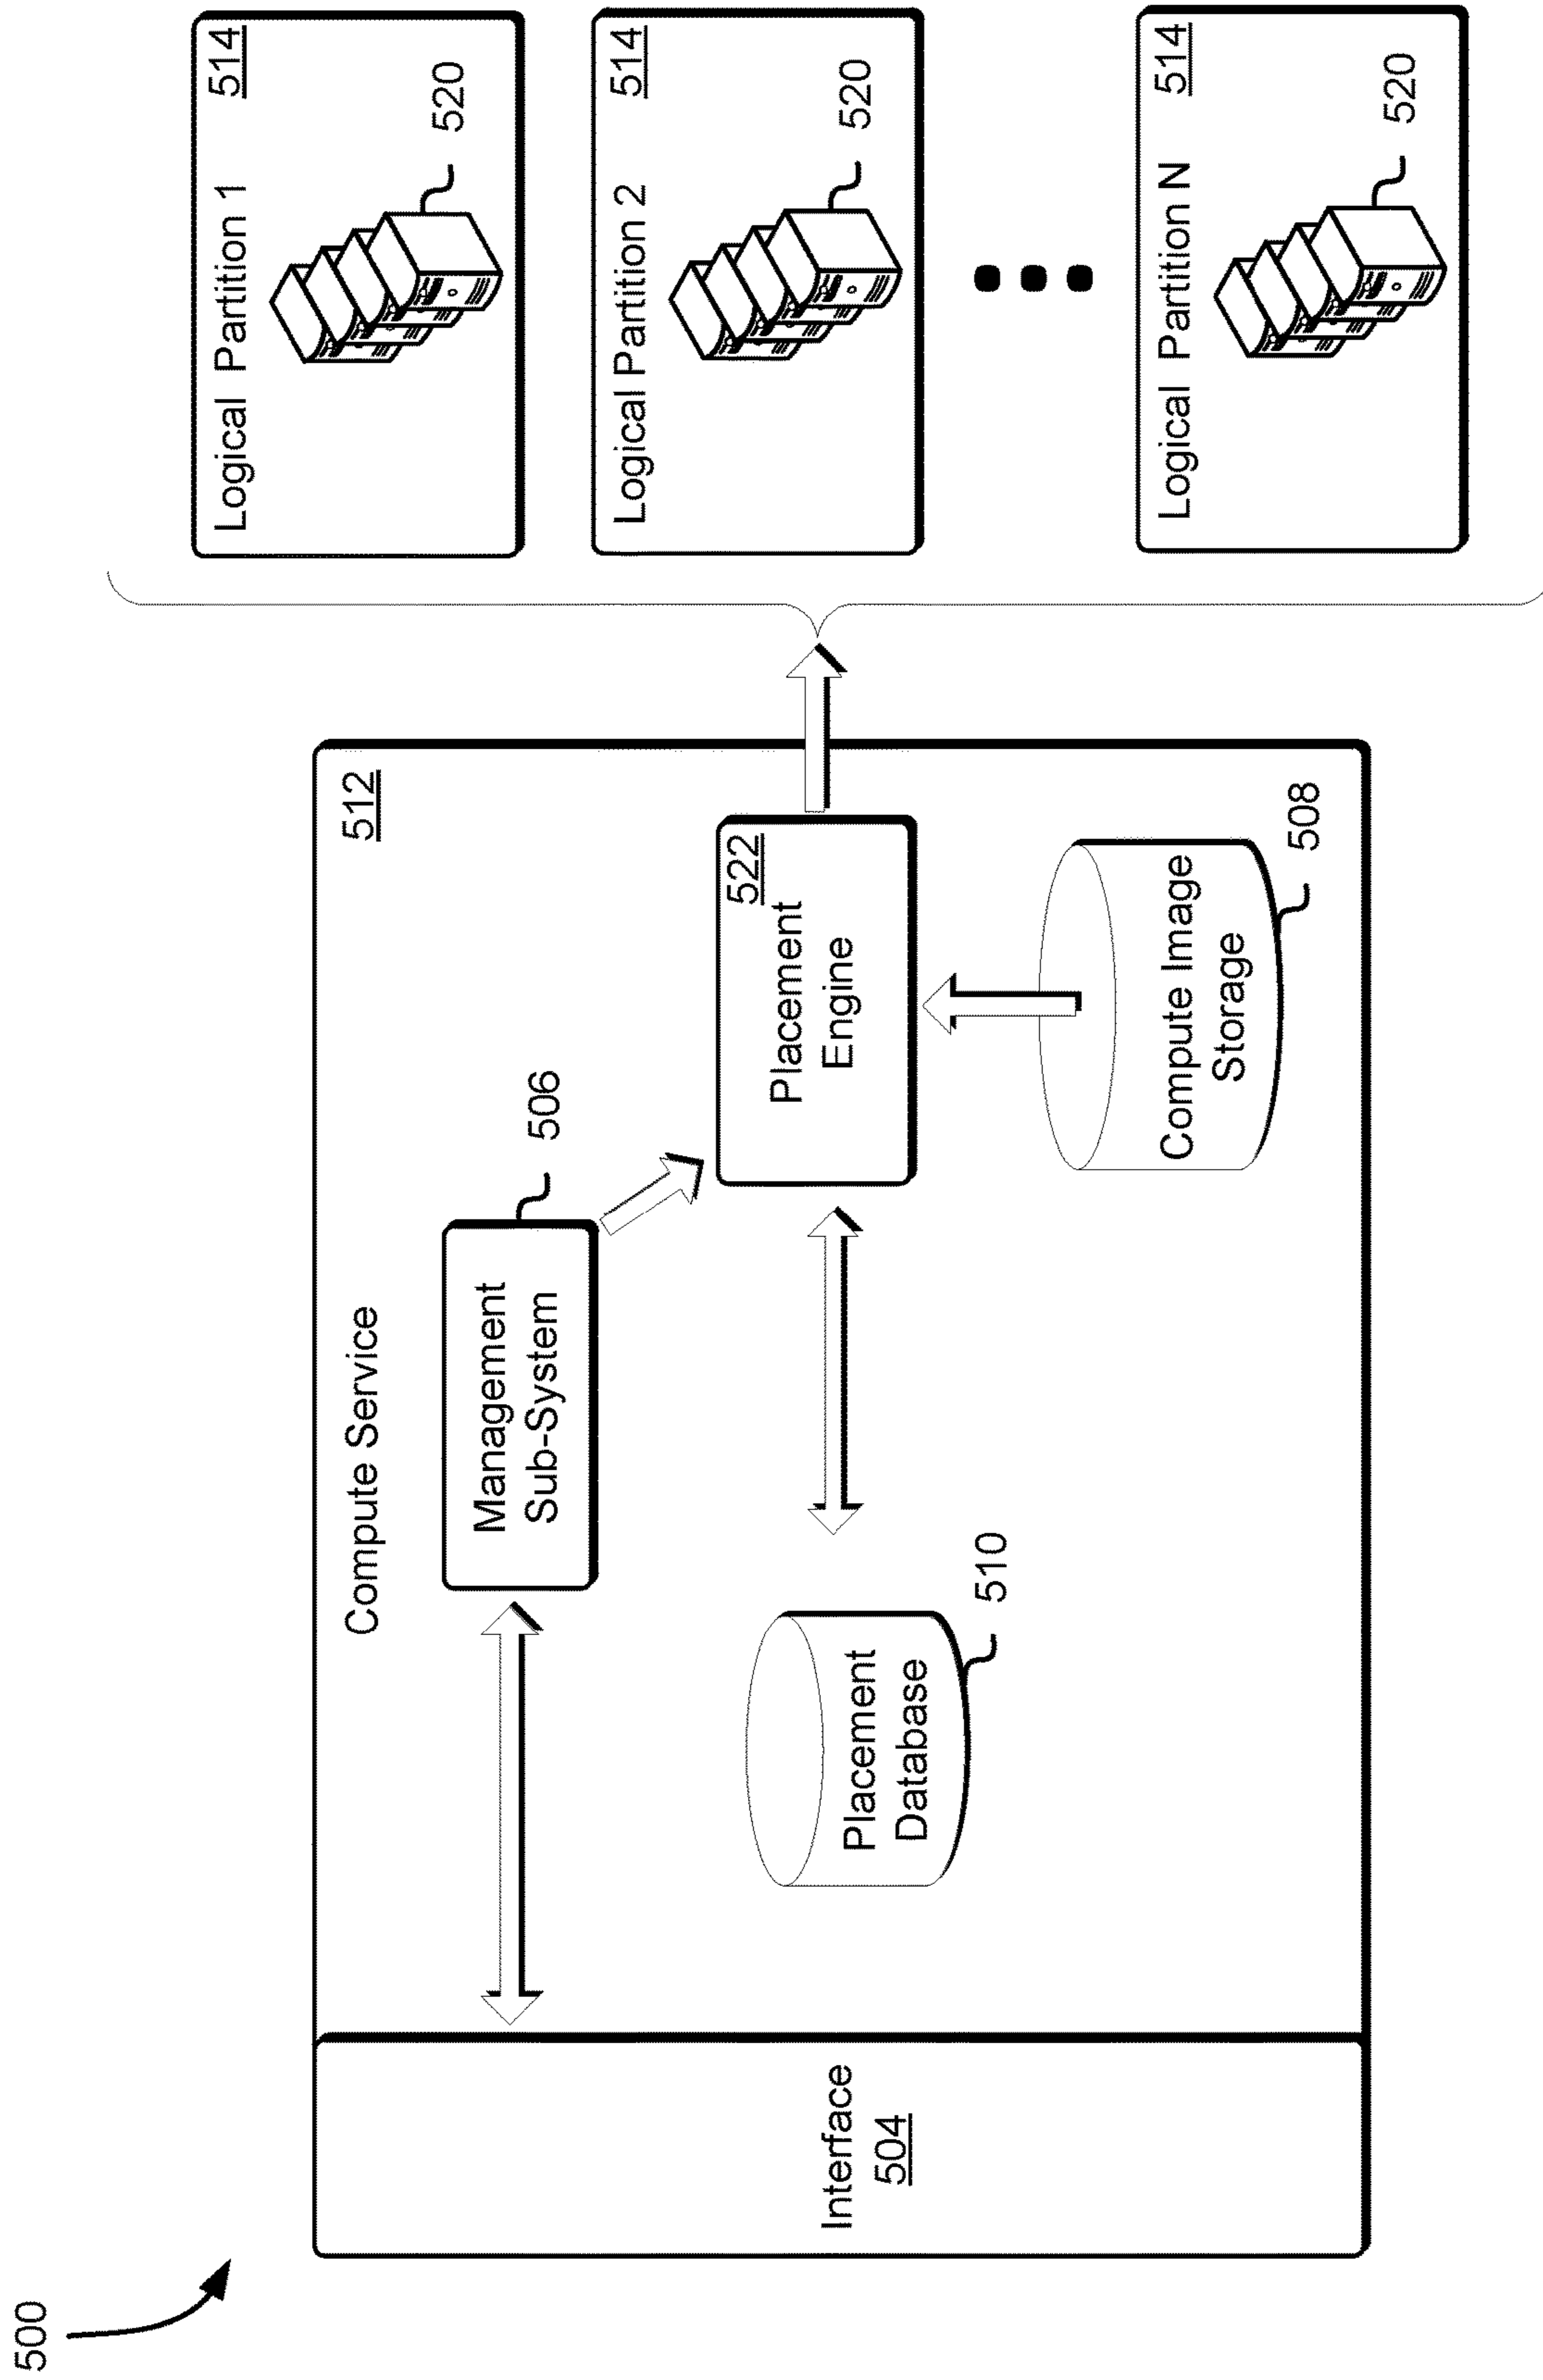 500
Compute Service
512
Interface
504
Management
Sub-System
506
Placement
Database
510
522
Placement
Engine
Compute Image
Storage
508
Logical Partition 1
514
520
Logical Partition 2
514
520
Logical Partition N
514
520